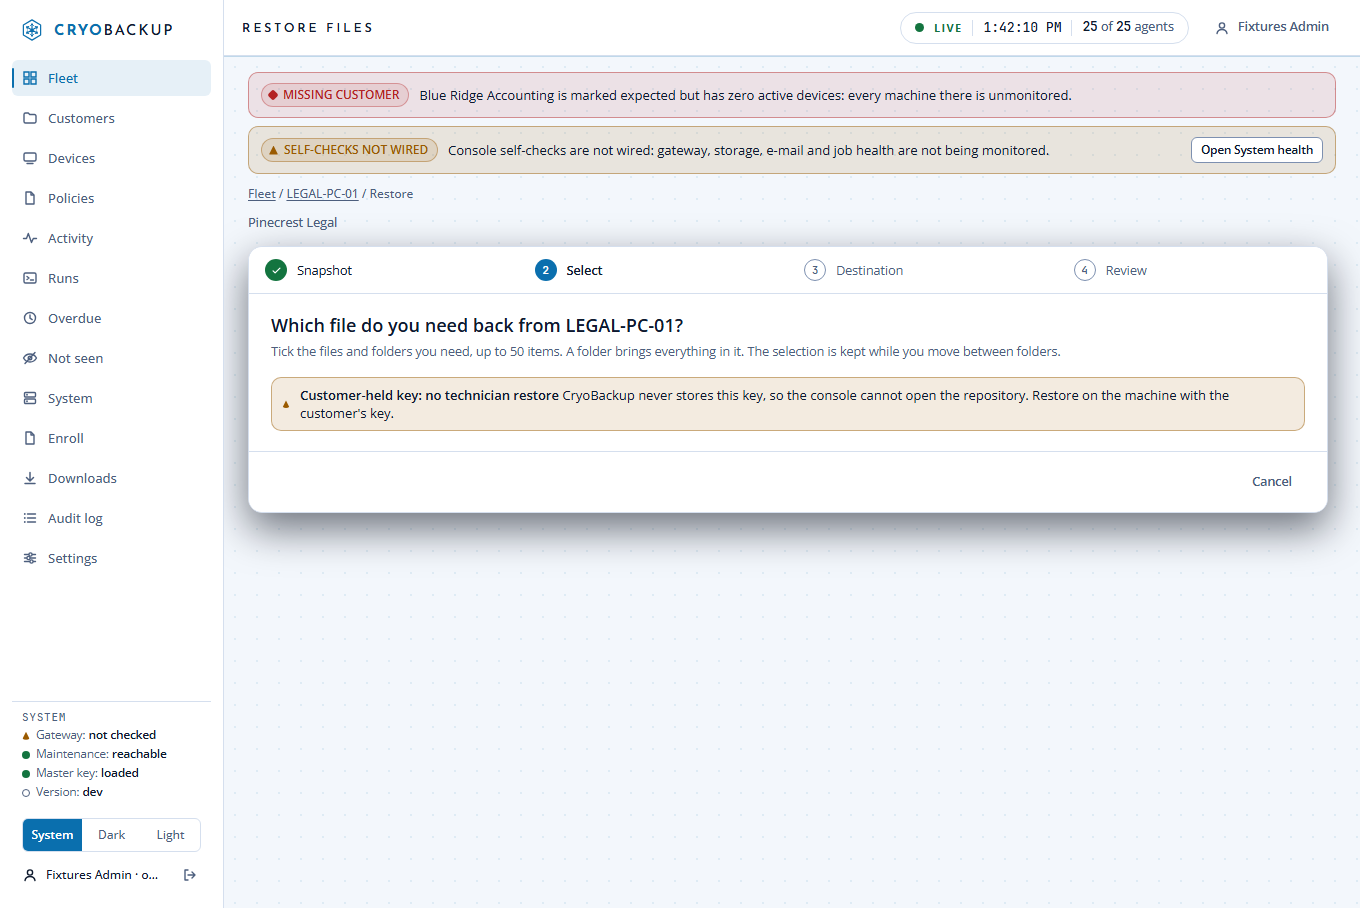 CRYOBACKUP
RESTORE FILES
LIVE 1:42:10 PM 25 of 25 agents
Fixtures Admin
Fleet
Customers
Devices
Policies
Activity
Runs
Overdue
Not seen
System
Enroll
Downloads
Audit log
Settings
MISSING CUSTOMER Blue Ridge Accounting is marked expected but has zero active devices: every machine there is unmonitored.
SELF-CHECKS NOT WIRED Console self-checks are not wired: gateway, storage, e-mail and job health are not being monitored. Open System health
Fleet / LEGAL-PC-01 / Restore
Pinecrest Legal
Snapshot 2 Select 3 Destination 4 Review
Which file do you need back from LEGAL-PC-01?
Tick the files and folders you need, up to 50 items. A folder brings everything in it. The selection is kept while you move between folders.
Customer-held key: no technician restore CryoBackup never stores this key, so the console cannot open the repository. Restore on the machine with the
customer's key.
Cancel
SYSTEM
Gateway: not checked
Maintenance: reachable
Master key: loaded
Version: dev
System Dark Light
Fixtures Admin · o...